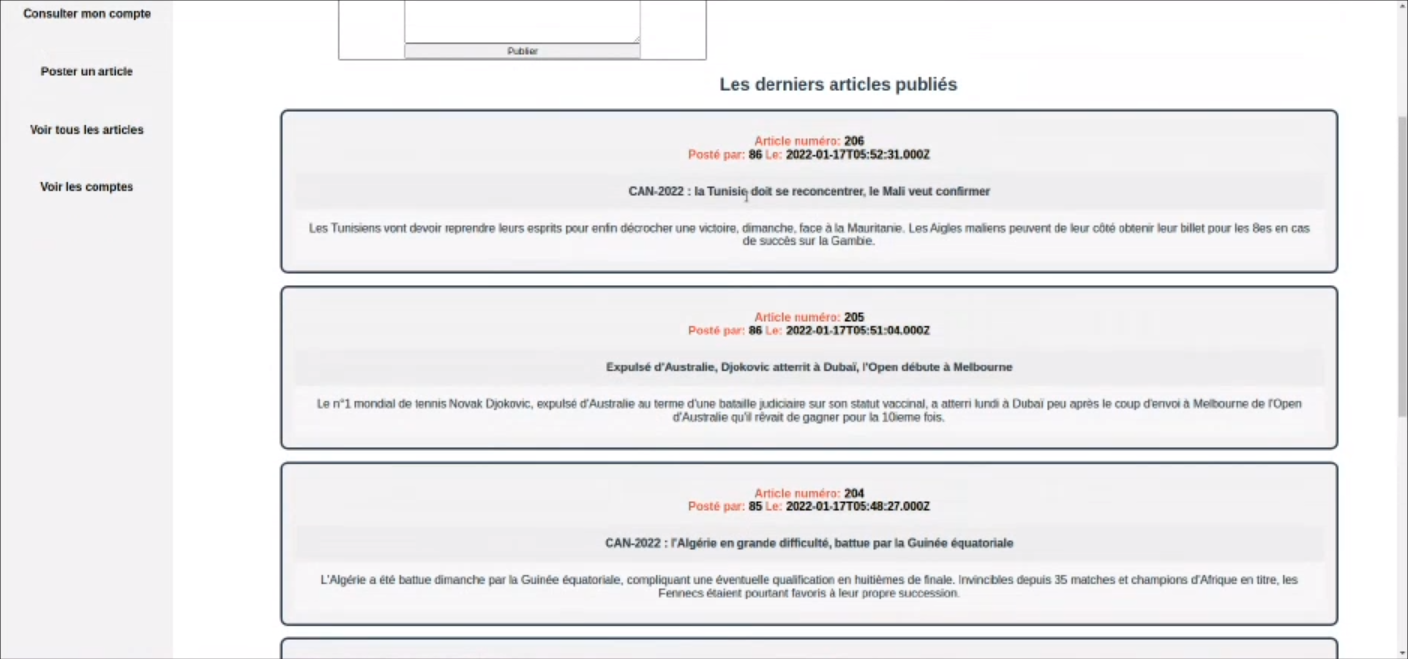 Consulter mon compte
Poster un article
Voir tous les articles
Voir les comptes
Publier
Les derniers articles publiés
Article numéro: 206
Posté par: 86 Le: 2022-01-17T05:52:31.000Z
CAN-2022 : la Tunisie doit se reconcentrer, le Mali veut confirmer
Les Tunisiens vont devoir reprendre leurs esprits pour enfin décrocher une victoire, dimanche, face à la Mauritanie. Les Aigles maliens peuvent de leur côté obtenir leur billet pour les 8es en cas
de succès sur la Gambie.
Article numéro: 205
Posté par: 86 Le: 2022-01-17T05:51:04.000Z
Expulsé d'Australie, Djokovic atterrit à Dubaï, l'Open débute à Melbourne
Le n°1 mondial de tennis Novak Djokovic, expulsé d'Australie au terme d'une bataille judiciaire sur son statut vaccinal, a atterri lundi à Dubaï peu après le coup d'envoi à Melbourne de l'Open
d'Australie qu'il rêvait de gagner pour la 10ieme fois.
Article numéro: 204
Posté par: 85 Le: 2022-01-17T05:48:27.000Z
CAN-2022 : l'Algérie en grande difficulté, battue par la Guinée équatoriale
L'Algérie a été battue dimanche par la Guinée équatoriale, compliquant une éventuelle qualification en huitièmes de finale. Invincibles depuis 35 matches et champions d'Afrique en titre, les
Fennecs étaient pourtant favoris à leur propre succession.